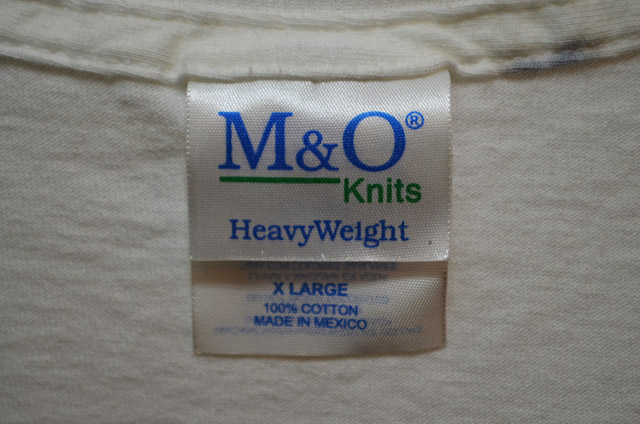 M&O®
Knits
HeavyWeight
X LARGE
100% COTTON
MADE IN MEXICO